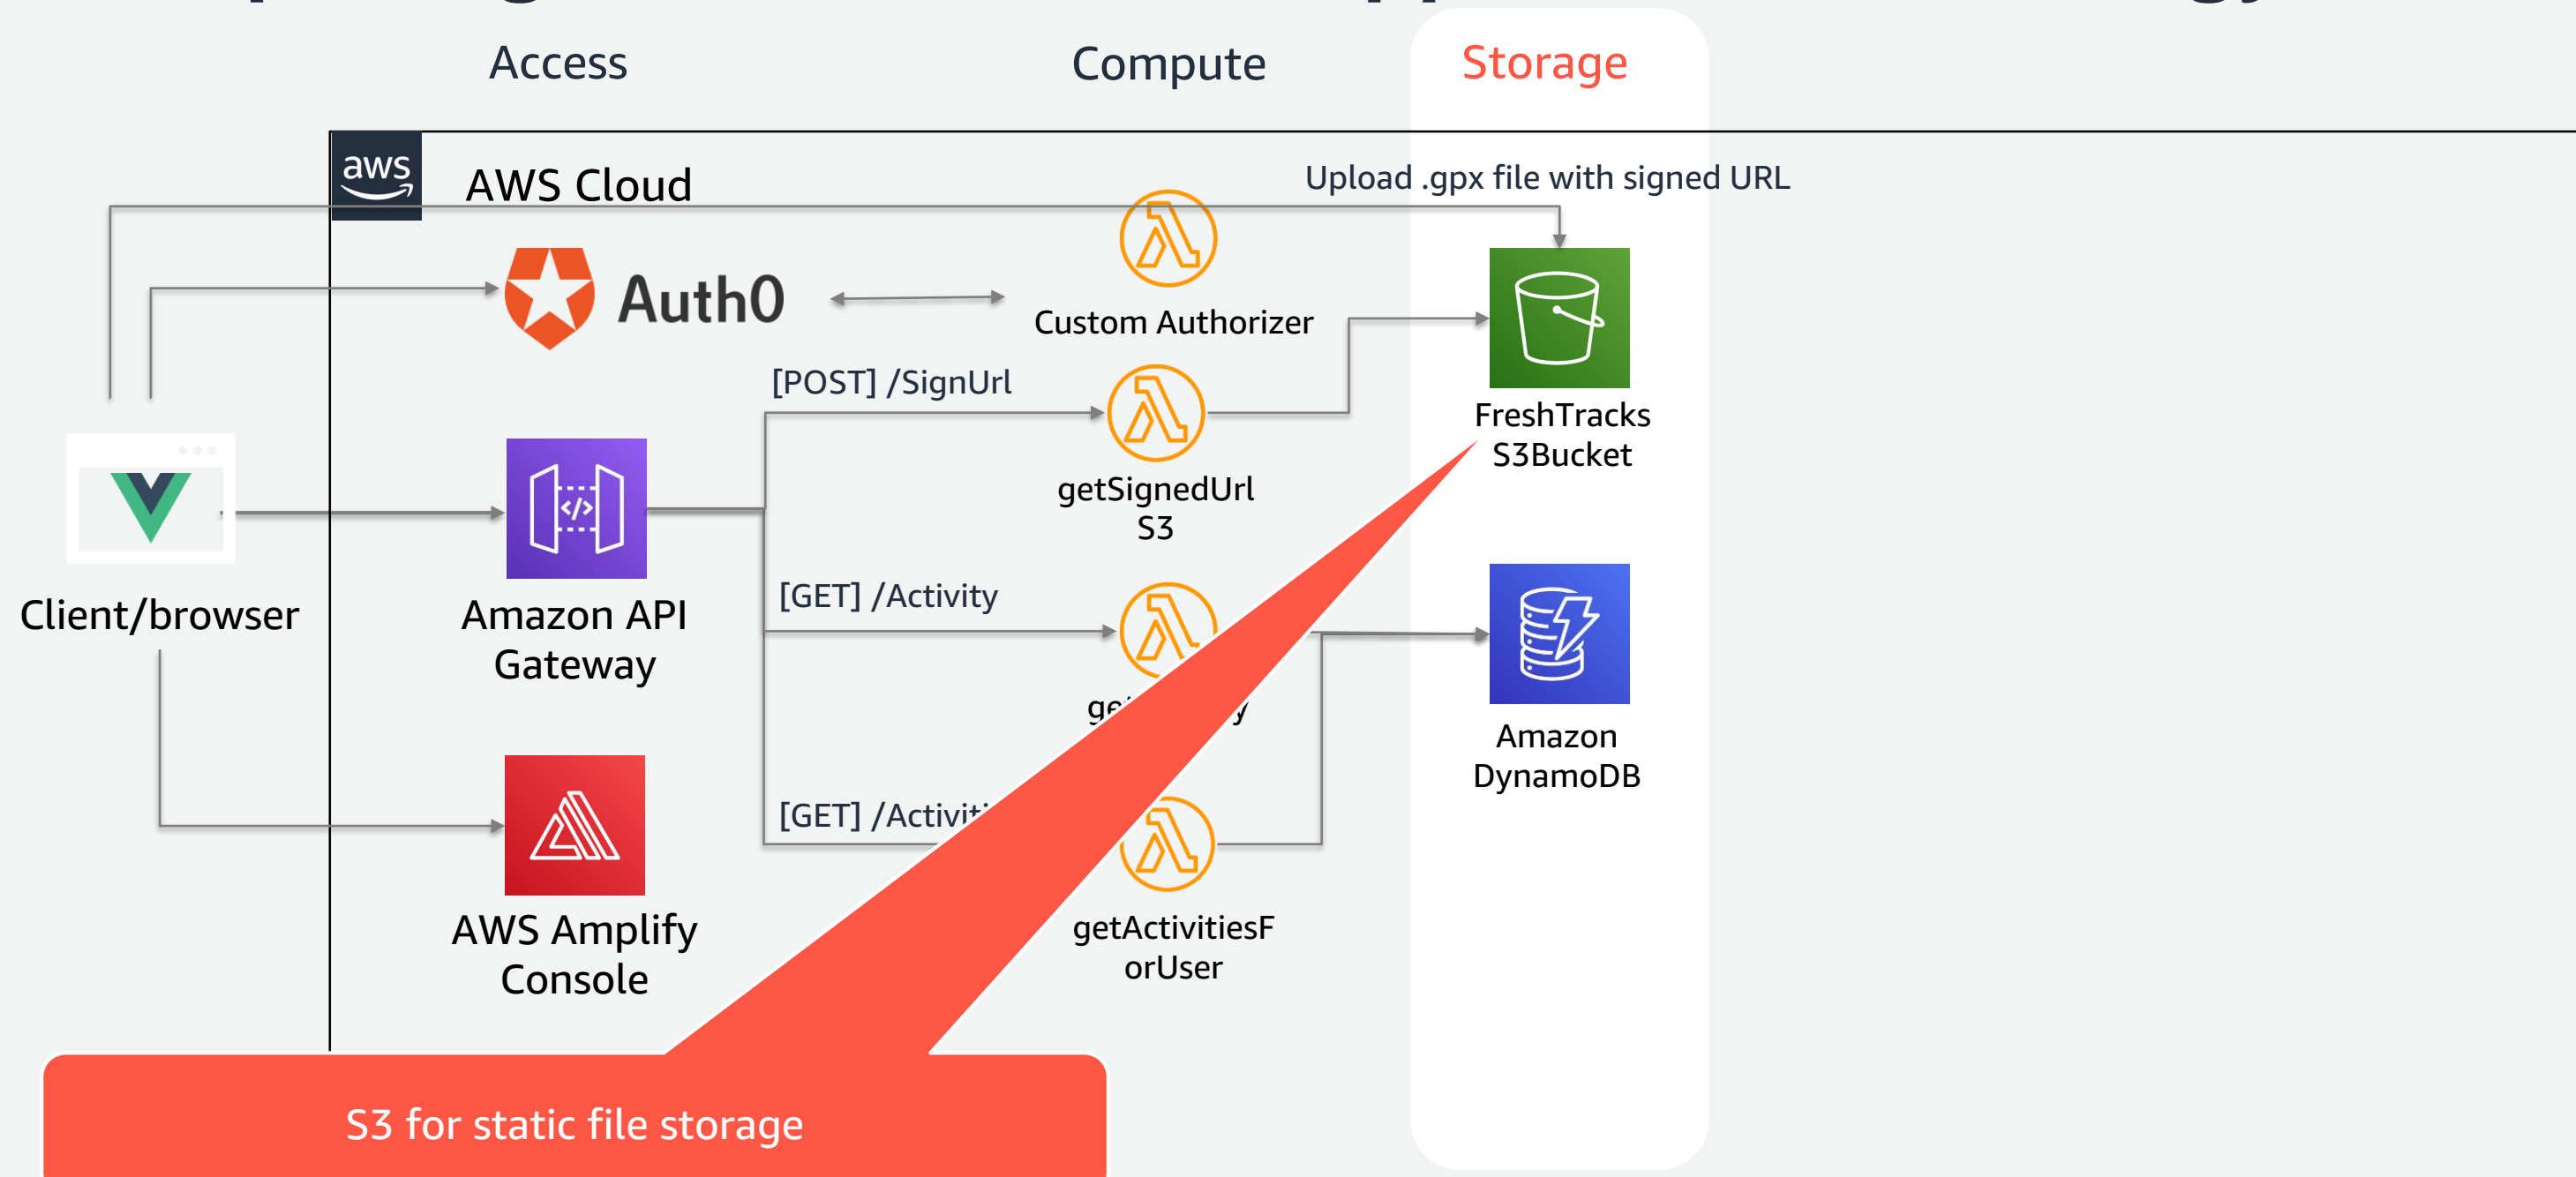 Access
Compute
Storage
aws
AWS Cloud
Upload .gpx file with signed URL
Auth0
Custom Authorizer
[POST] /SignUrl
FreshTracks
S3Bucket
getSignedUrl
S3
</>
[GET] /Activity
Client/browser
Amazon API
Gateway
Amazon
DynamoDB
[GET] /Activiti
AWS Amplify
Console
getActivitiesF
orUser
S3 for static file storage